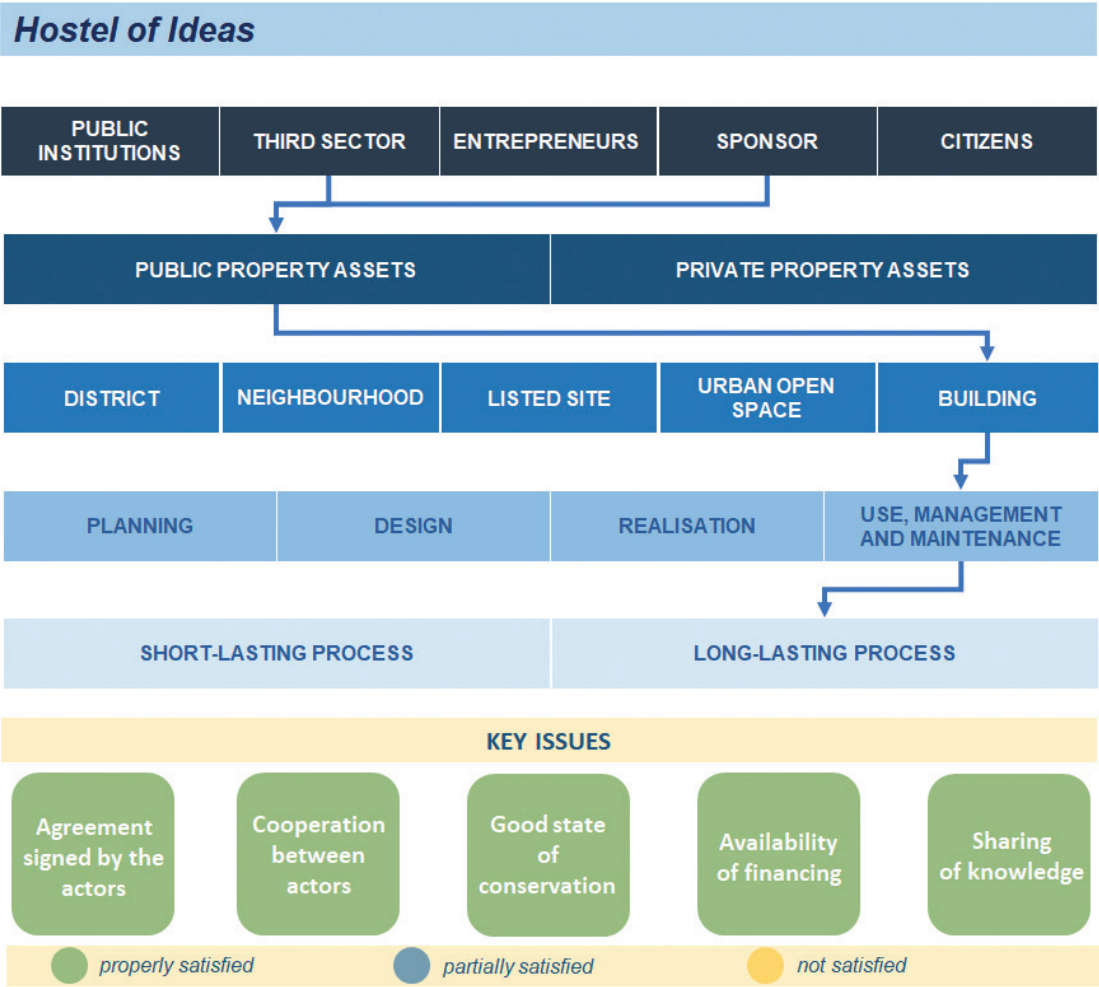 Hostel of Ideas
PUBLIC
INSTITUTIONS
THIRD SECTOR
ENTREPRENEURS
SPONSOR
CITIZENS
PUBLIC PROPERTY ASSETS
PRIVATE PROPERTY ASSETS
DISTRICT
NEIGHBOURHOOD
LISTED SITE
URBAN OPEN
SPACE
BUILDING
PLANNING
DESIGN
REALISATION
USE, MANAGEMENT
AND MAINTENANCE
SHORT-LASTING PROCESS
LONG-LASTING PROCESS
KEY ISSUES
Agreement
signed by the
actors
Cooperation
between
actors
Good state
of
conservation
Availability
of financing
Sharing
of knowledge
properly satisfied
partially satisfied
not satisfied